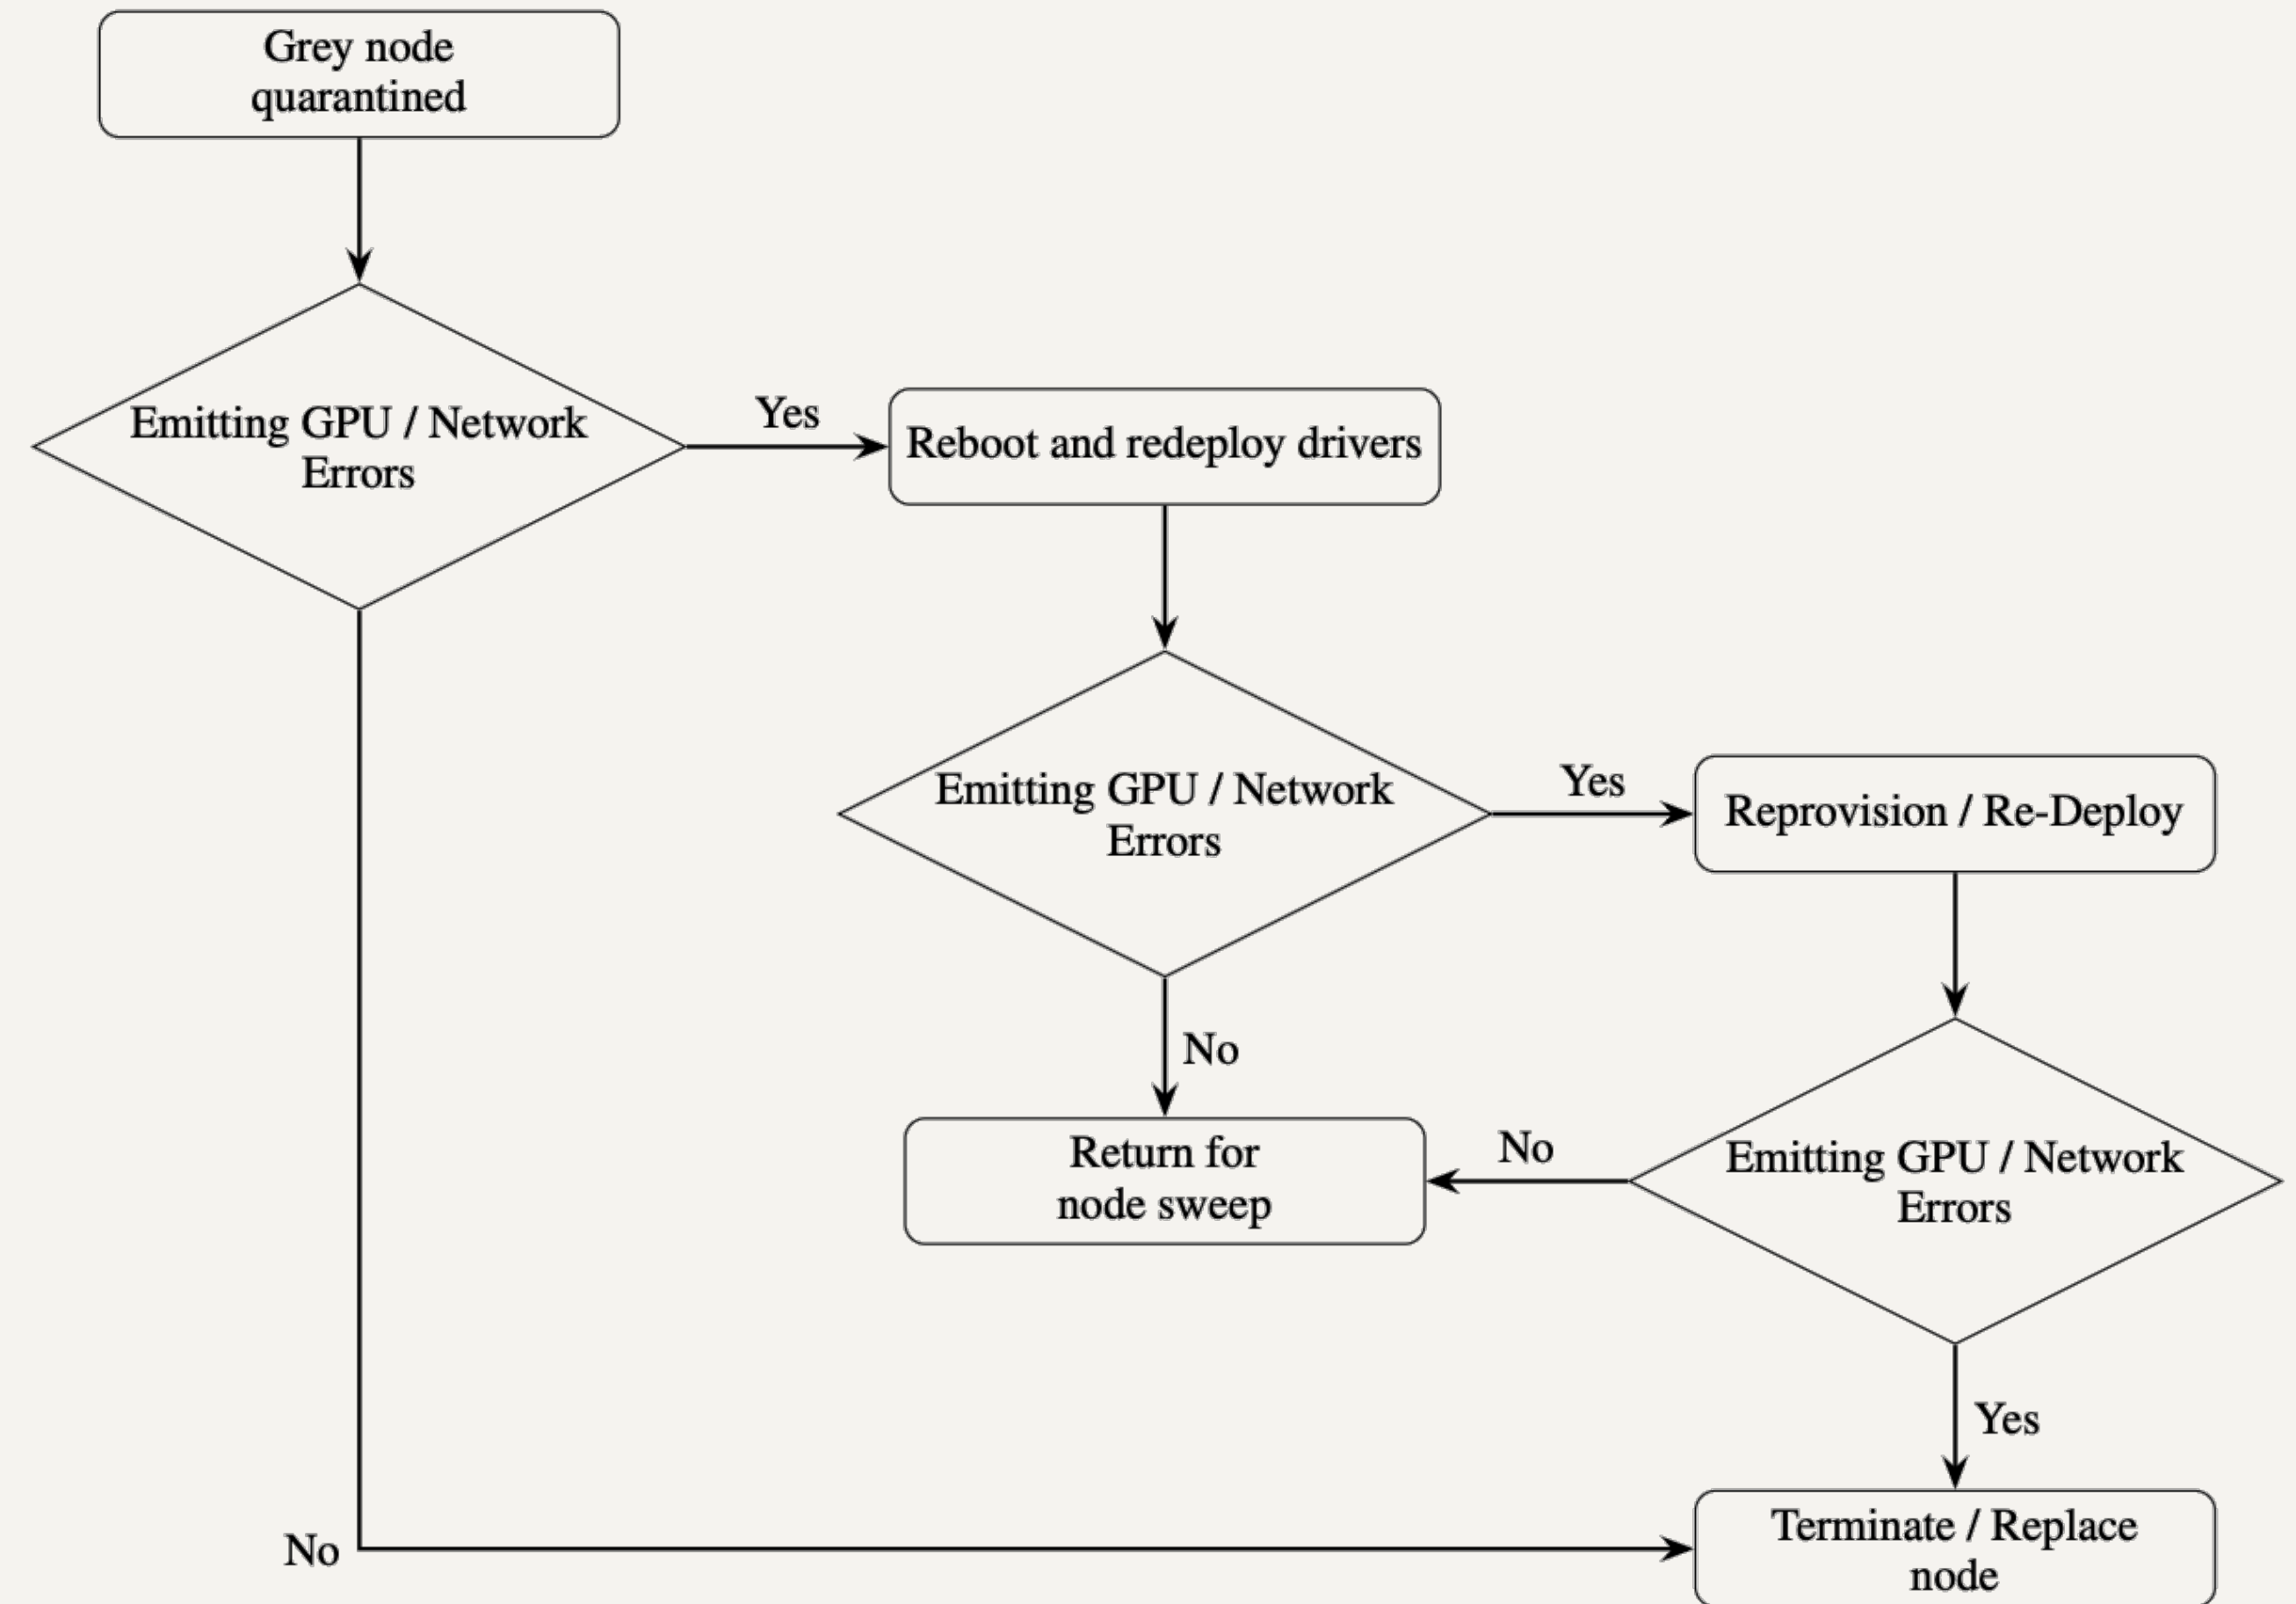 Grey node
quarantined
Emitting GPU / Network
Errors
Yes
Reboot and redeploy drivers
Emitting GPU / Network
Errors
Yes
Reprovision / Re-Deploy
No
Return for
node sweep
No
Emitting GPU / Network
Errors
Yes
No
Terminate / Replace
node